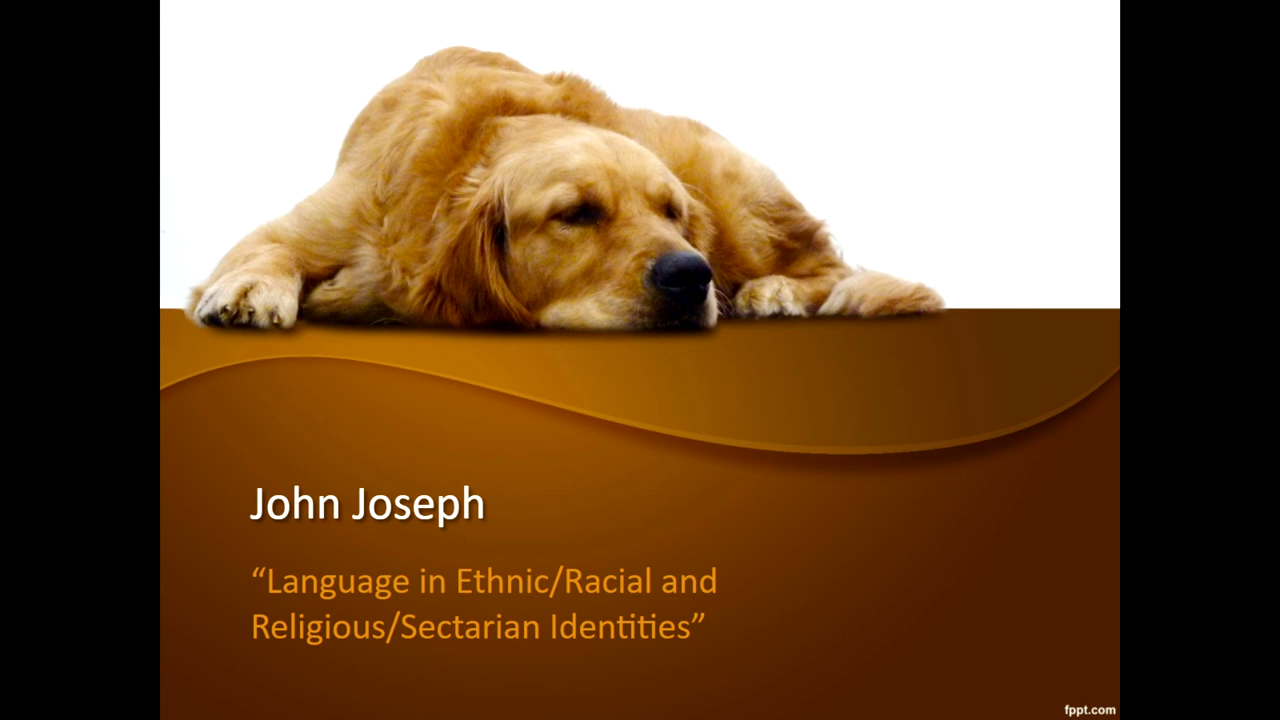 John Joseph
“Language in Ethnic/Racial and
Religious/Sectarian Identities”
fppt.com